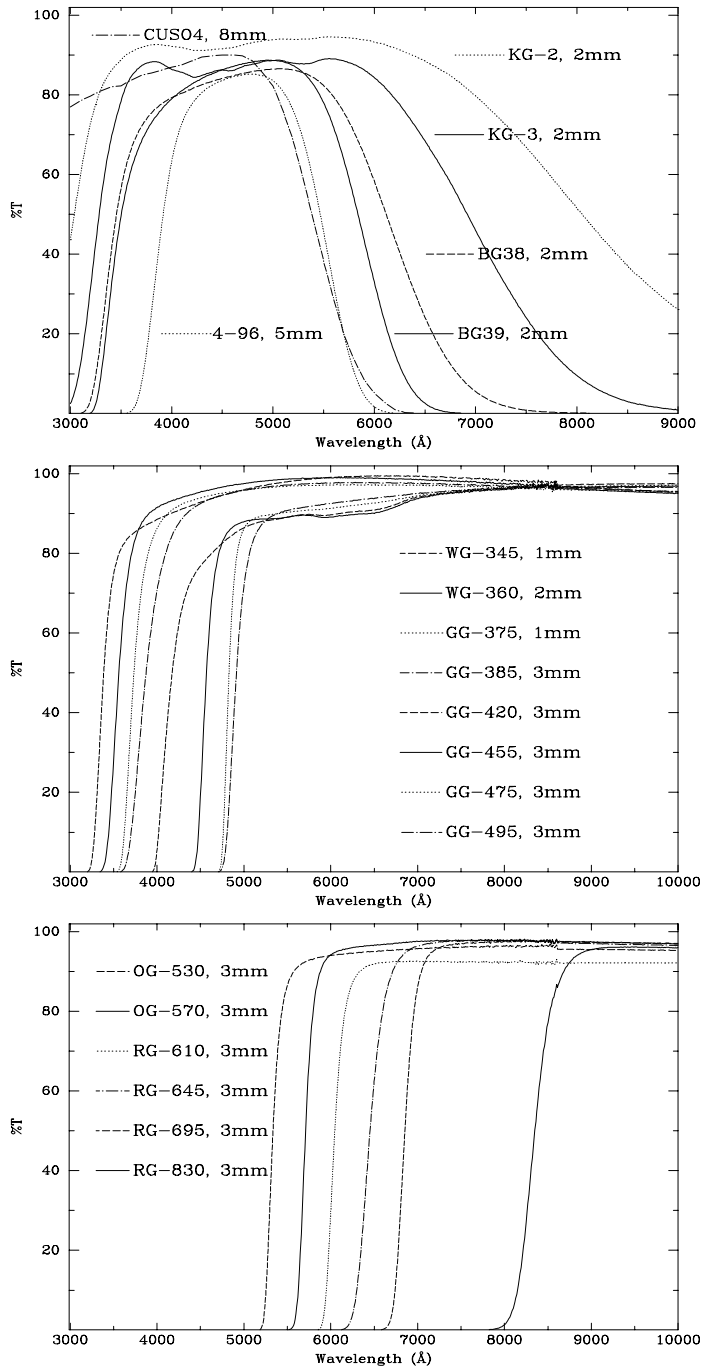 100
CUSO4, 8mm
KG-2, 2mm
80
KG-3, 2mm
60
%T
40
BG38, 2mm
20
4-96, 5mm
BG39, 2mm
3000 4000 5000 6000 7000 8000 9000
Wavelength (Å)
100
80
WG-345, 1mm
WG-360, 2mm
60
GG-375, 1mm
%T
GG-385, 3mm
40
GG-420, 3mm
GG-455, 3mm
20
GG-475, 3mm
GG-495, 3mm
3000 4000 5000 6000 7000 8000 9000 10000
Wavelength (Å)
100
OG-530, 3mm
80
OG-570, 3mm
RG-610, 3mm
60
RG-645, 3mm
%T
RG-695, 3mm
40
RG-830, 3mm
20
3000 4000 5000 6000 7000 8000 9000 10000
Wavelength (Å)